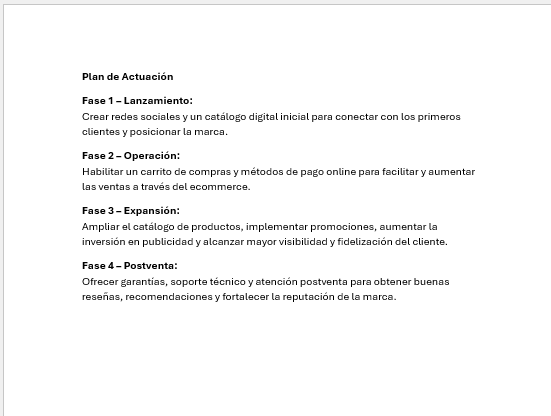 Plan de Actuación
Fase 1 – Lanzamiento:
Crear redes sociales y un catálogo digital inicial para conectar con los primeros
clientes y posicionar la marca.
Fase 2 – Operación:
Habilitar un carrito de compras y métodos de pago online para facilitar y aumentar
las ventas a través del ecommerce.
Fase 3 – Expansión:
Ampliar el catálogo de productos, implementar promociones, aumentar la
inversión en publicidad y alcanzar mayor visibilidad y fidelización del cliente.
Fase 4 – Postventa:
Ofrecer garantías, soporte técnico y atención postventa para obtener buenas
reseñas, recomendaciones y fortalecer la reputación de la marca.